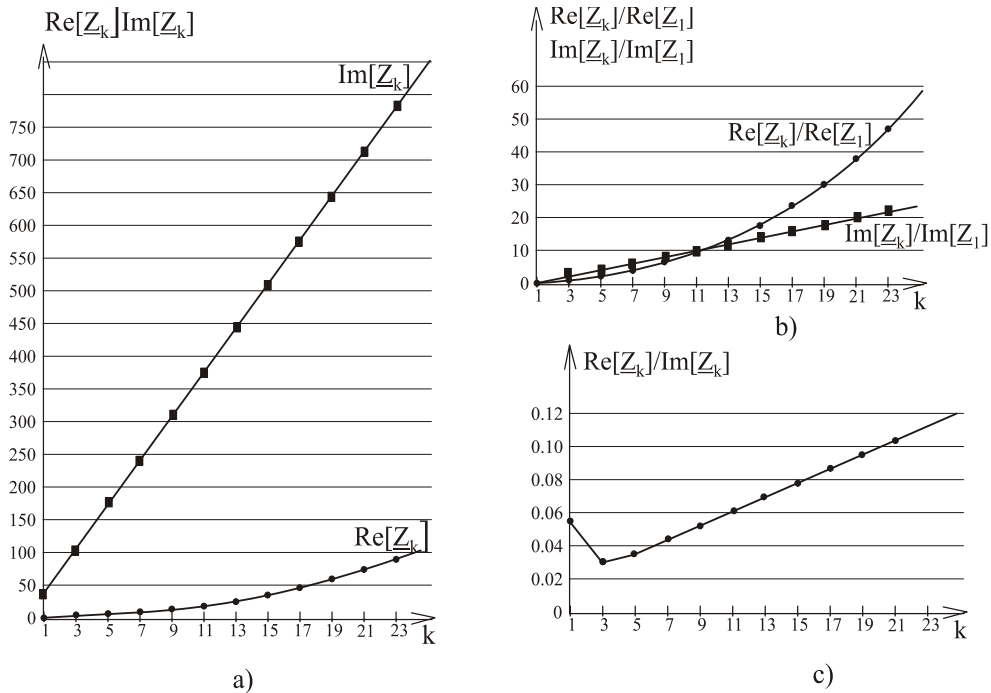 Re[Z_k]Im[Z_k]
Im[Z_k]
750
700
650
600
550
500
450
400
350
300
250
200
150
100
50
0
Re[Z_k]
1 3 5 7 9 11 13 15 17 19 21 23
k
a)
Re[Z_k]/Re[Z_1]
Im[Z_k]/Im[Z_1]
60
50
40
30
20
10
0
Re[Z_k]/Re[Z_1]
Im[Z_k]/Im[Z_1]
1 3 5 7 9 11 13 15 17 19 21 23
k
b)
Re[Z_k]/Im[Z_k]
0.12
0.10
0.08
0.06
0.04
0.02
0
1 3 5 7 9 11 13 15 17 19 21 23
k
c)